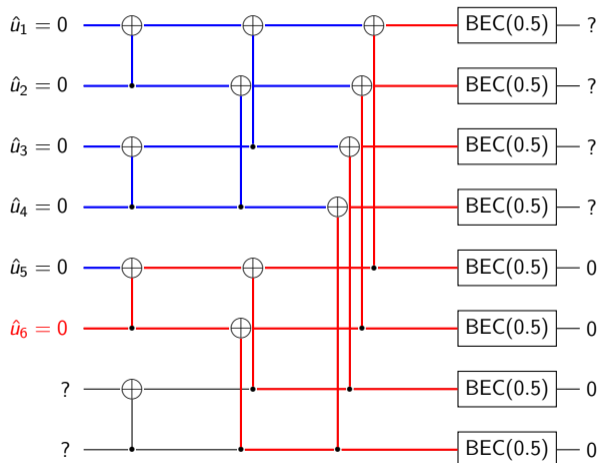 û₁ = 0 BEC(0.5) ?
û₂ = 0 BEC(0.5) ?
û₃ = 0 BEC(0.5) ?
û₄ = 0 BEC(0.5) ?
û₅ = 0 BEC(0.5) 0
û₆ = 0 BEC(0.5) 0
? BEC(0.5) 0
? BEC(0.5) 0